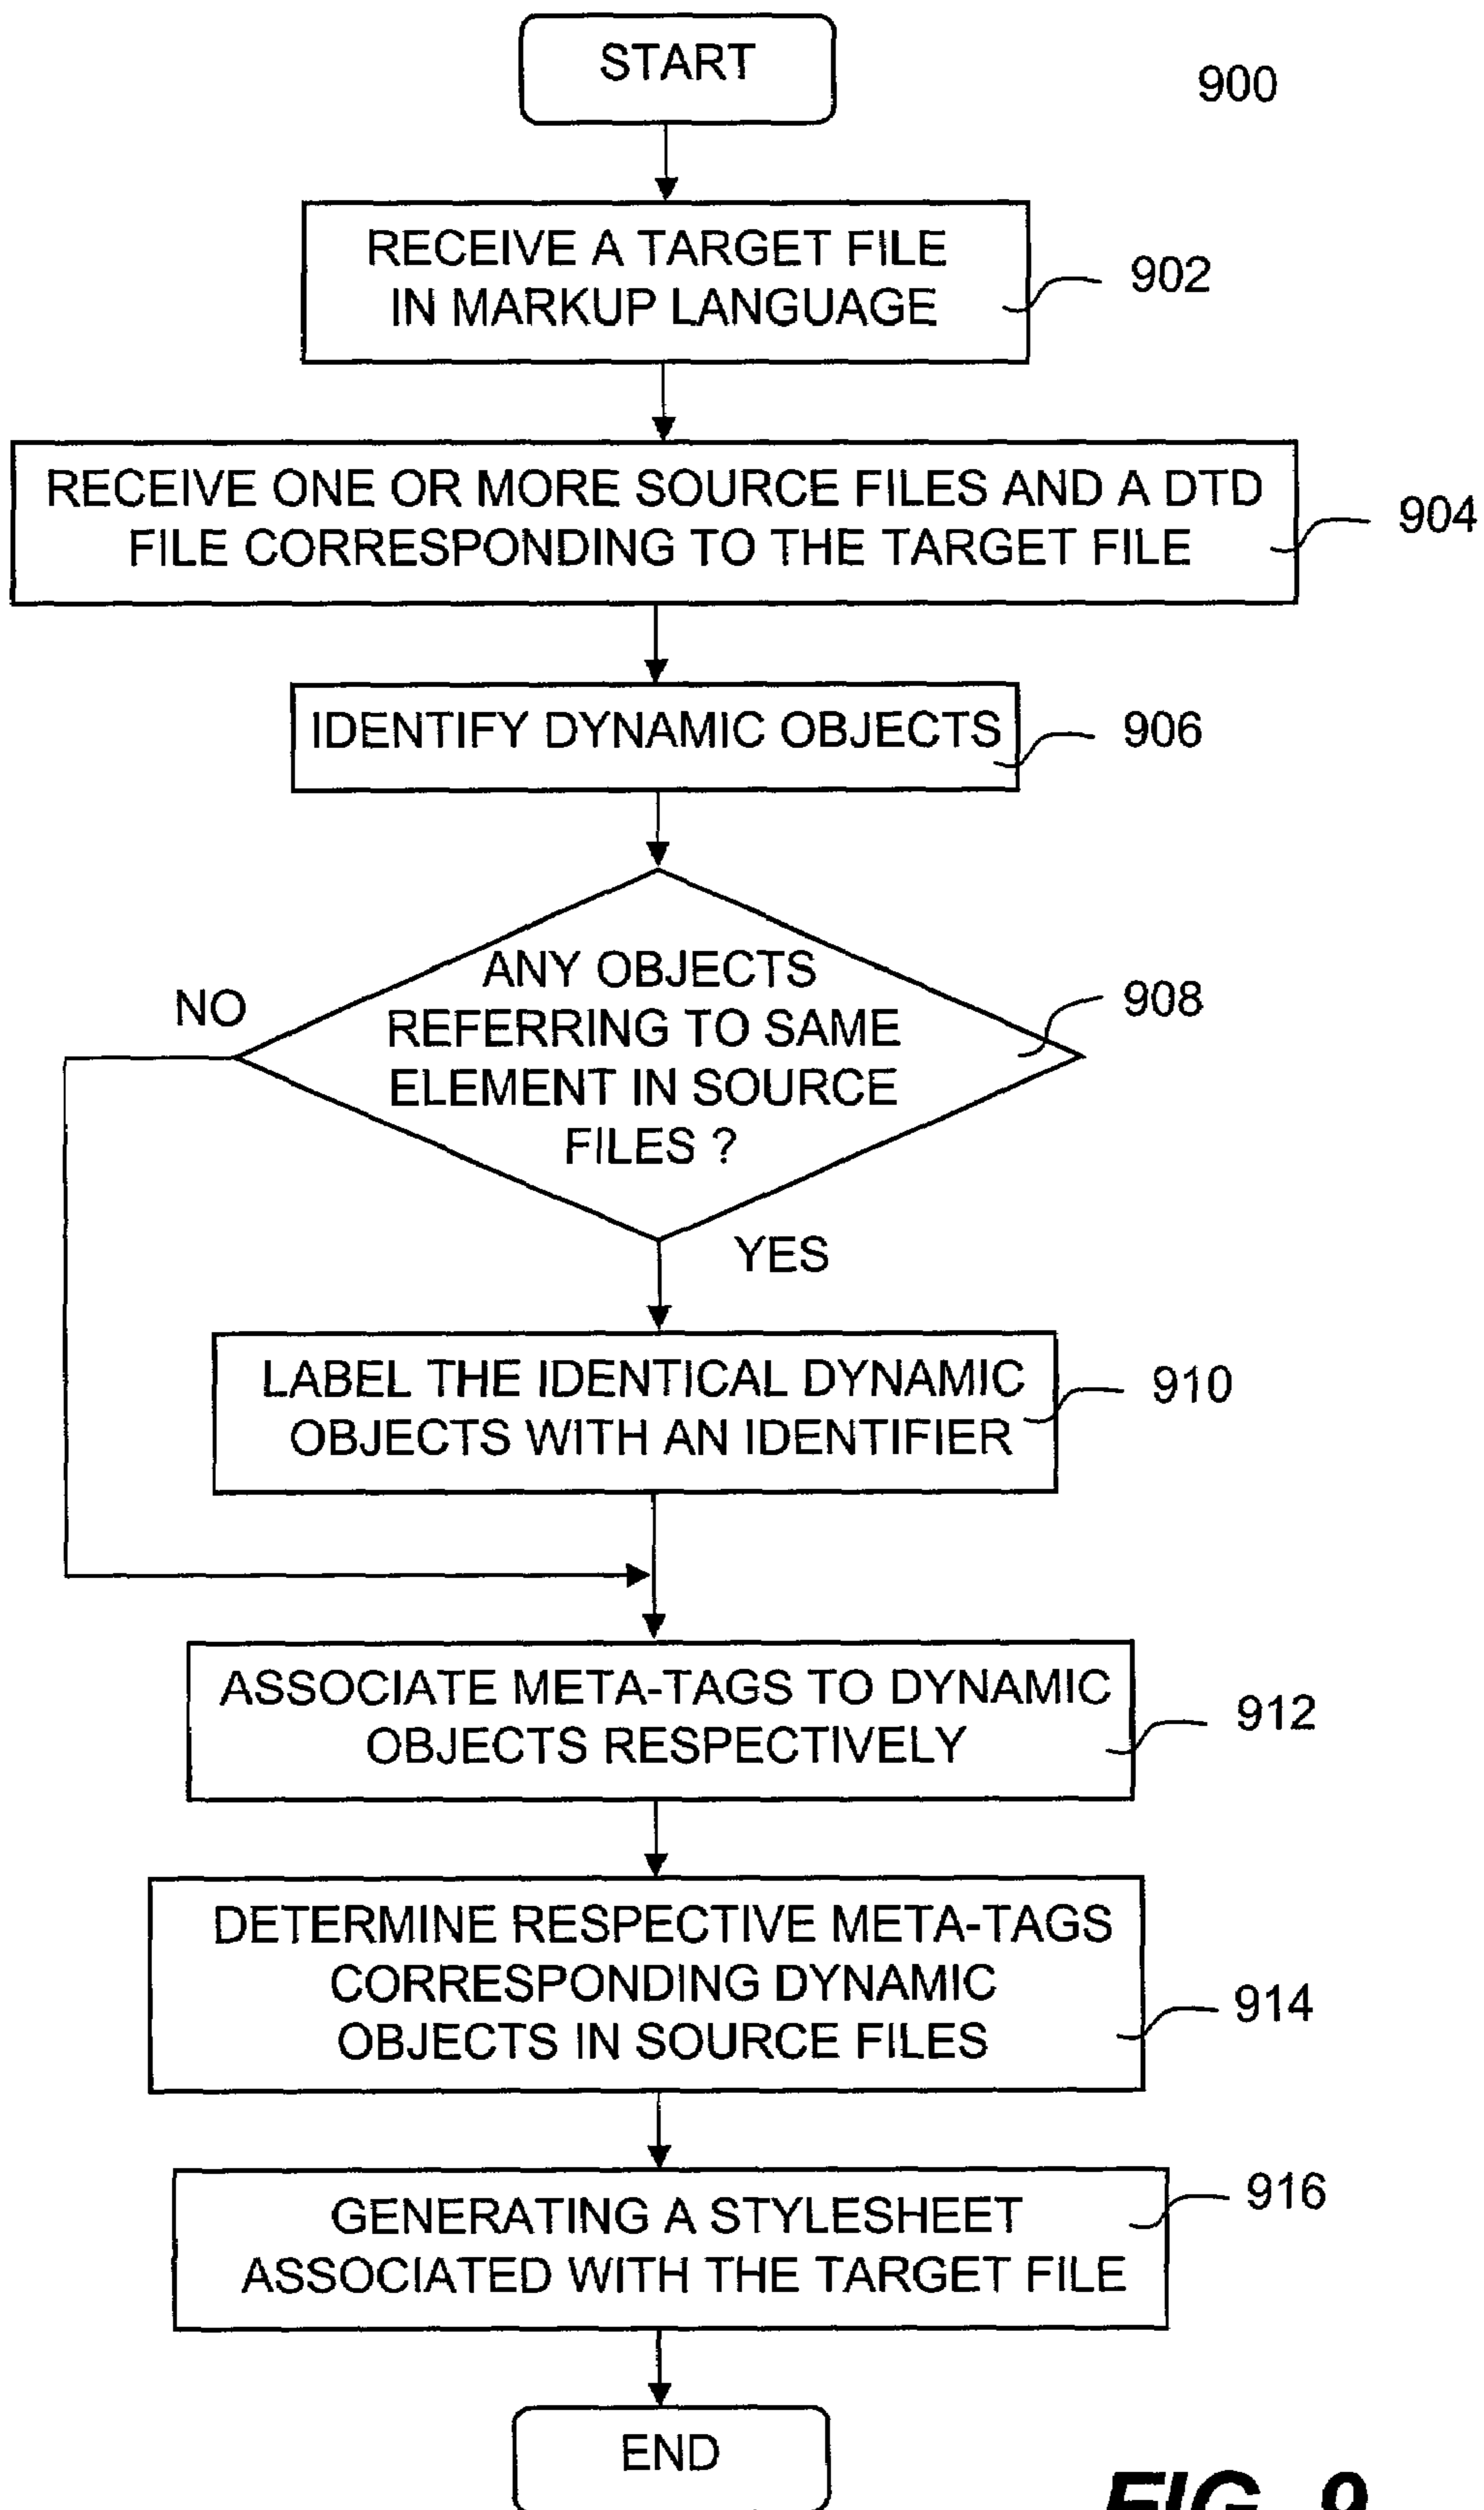 START
900
RECEIVE A TARGET FILE
IN MARKUP LANGUAGE
902
RECEIVE ONE OR MORE SOURCE FILES AND A DTD
FILE CORRESPONDING TO THE TARGET FILE
904
IDENTIFY DYNAMIC OBJECTS
906
ANY OBJECTS
REFERRING TO SAME
ELEMENT IN SOURCE
FILES ?
908
NO
YES
LABEL THE IDENTICAL DYNAMIC
OBJECTS WITH AN IDENTIFIER
910
ASSOCIATE META-TAGS TO DYNAMIC
OBJECTS RESPECTIVELY
912
DETERMINE RESPECTIVE META-TAGS
CORRESPONDING DYNAMIC
OBJECTS IN SOURCE FILES
914
GENERATING A STYLESHEET
ASSOCIATED WITH THE TARGET FILE
916
END
FIG. 9